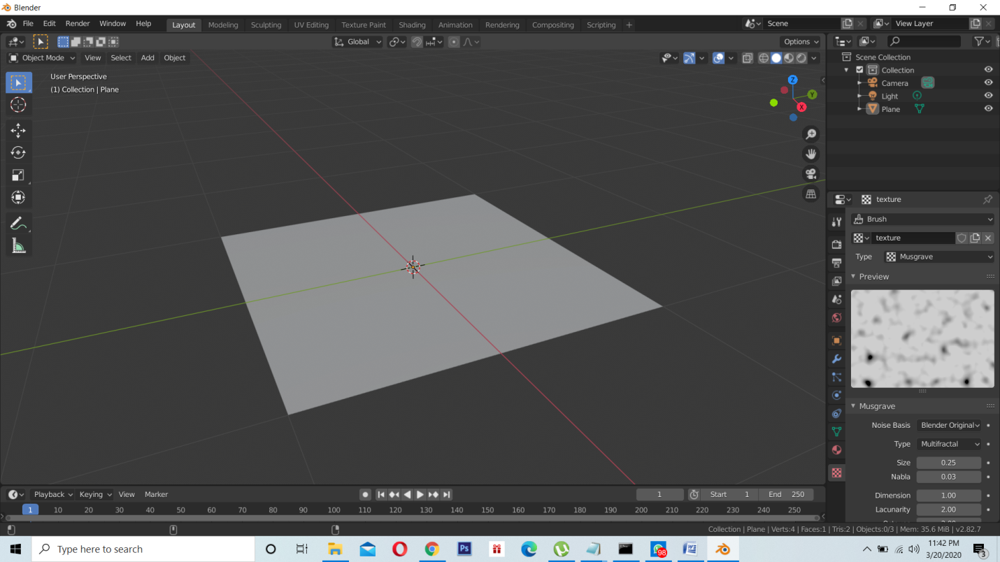 Blender
File Edit Render Window Help Layout Modeling Sculpting UV Editing Texture Paint Shading Animation Rendering Compositing Scripting + Scene View Layer
Global Options
Object Mode View Select Add Object
User Perspective
(1) Collection | Plane
Z
Y
X
Scene Collection
Collection
Camera
Light
Plane
texture
Brush
texture
Type Musgrave
Preview
Musgrave
Noise Basis Blender Original
Type Multifractal
Size 0.25
Nabla 0.03
Dimension 1.00
Lacunarity 2.00
Playback Keying View Marker 1 Start 1 End 250
1 10 20 30 40 50 60 70 80 90 100 110 120 130 140 150 160 170 180 190 200 210 220 230 240 250
Collection | Plane | Verts:4 | Faces:1 | Tris:2 | Objects:0/3 | Mem: 35.6 MiB | v2.82.7
Type here to search
Ps
98
W
11:42 PM
3/20/2020
3